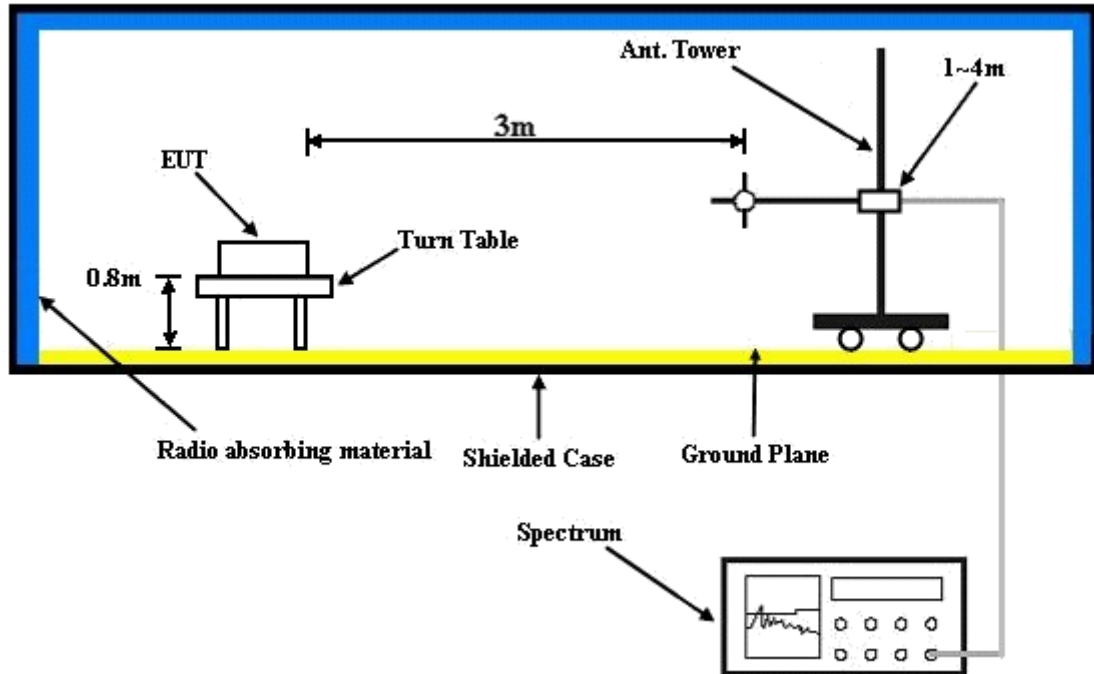 Ant. Tower
1~4m
3m
EUT
Turn Table
0.8m
Radio absorbing material
Shielded Case
Ground Plane
Spectrum